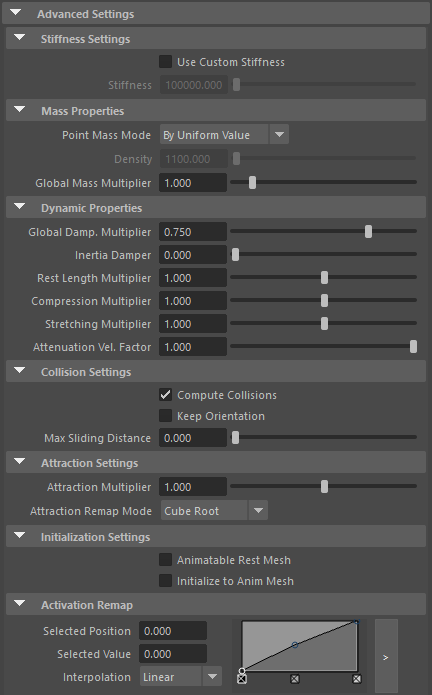 Advanced Settings
Stiffness Settings
Use Custom Stiffness
Stiffness 100000.000
Mass Properties
Point Mass Mode By Uniform Value
Density 1100.000
Global Mass Multiplier 1.000
Dynamic Properties
Global Damp. Multiplier 0.750
Inertia Damper 0.000
Rest Length Multiplier 1.000
Compression Multiplier 1.000
Stretching Multiplier 1.000
Attenuation Vel. Factor 1.000
Collision Settings
Compute Collisions
Keep Orientation
Max Sliding Distance 0.000
Attraction Settings
Attraction Multiplier 1.000
Attraction Remap Mode Cube Root
Initialization Settings
Animatable Rest Mesh
Initialize to Anim Mesh
Activation Remap
Selected Position 0.000
Selected Value 0.000
Interpolation Linear
>